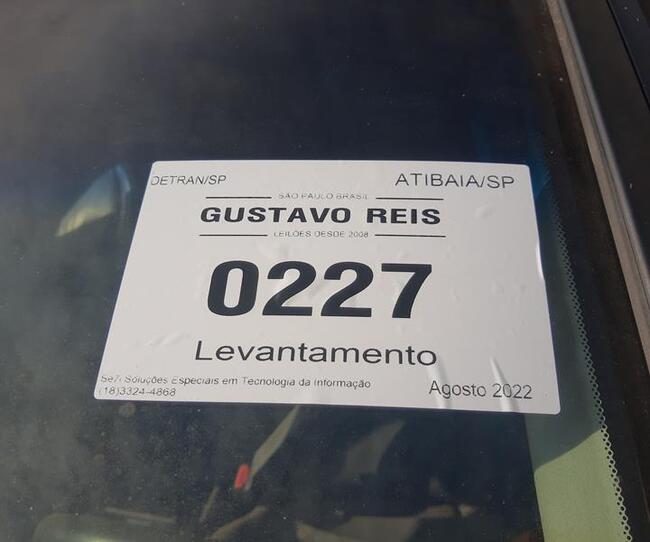 DETRAN/SP
ATIBAIA/SP
SÃO PAULO BRASIL
GUSTAVO REIS
LEILÕES DESDE 2008
0227
Levantamento
Se7i Soluções Especiais em Tecnologia da Informação
(18)3324-4868
Agosto 2022